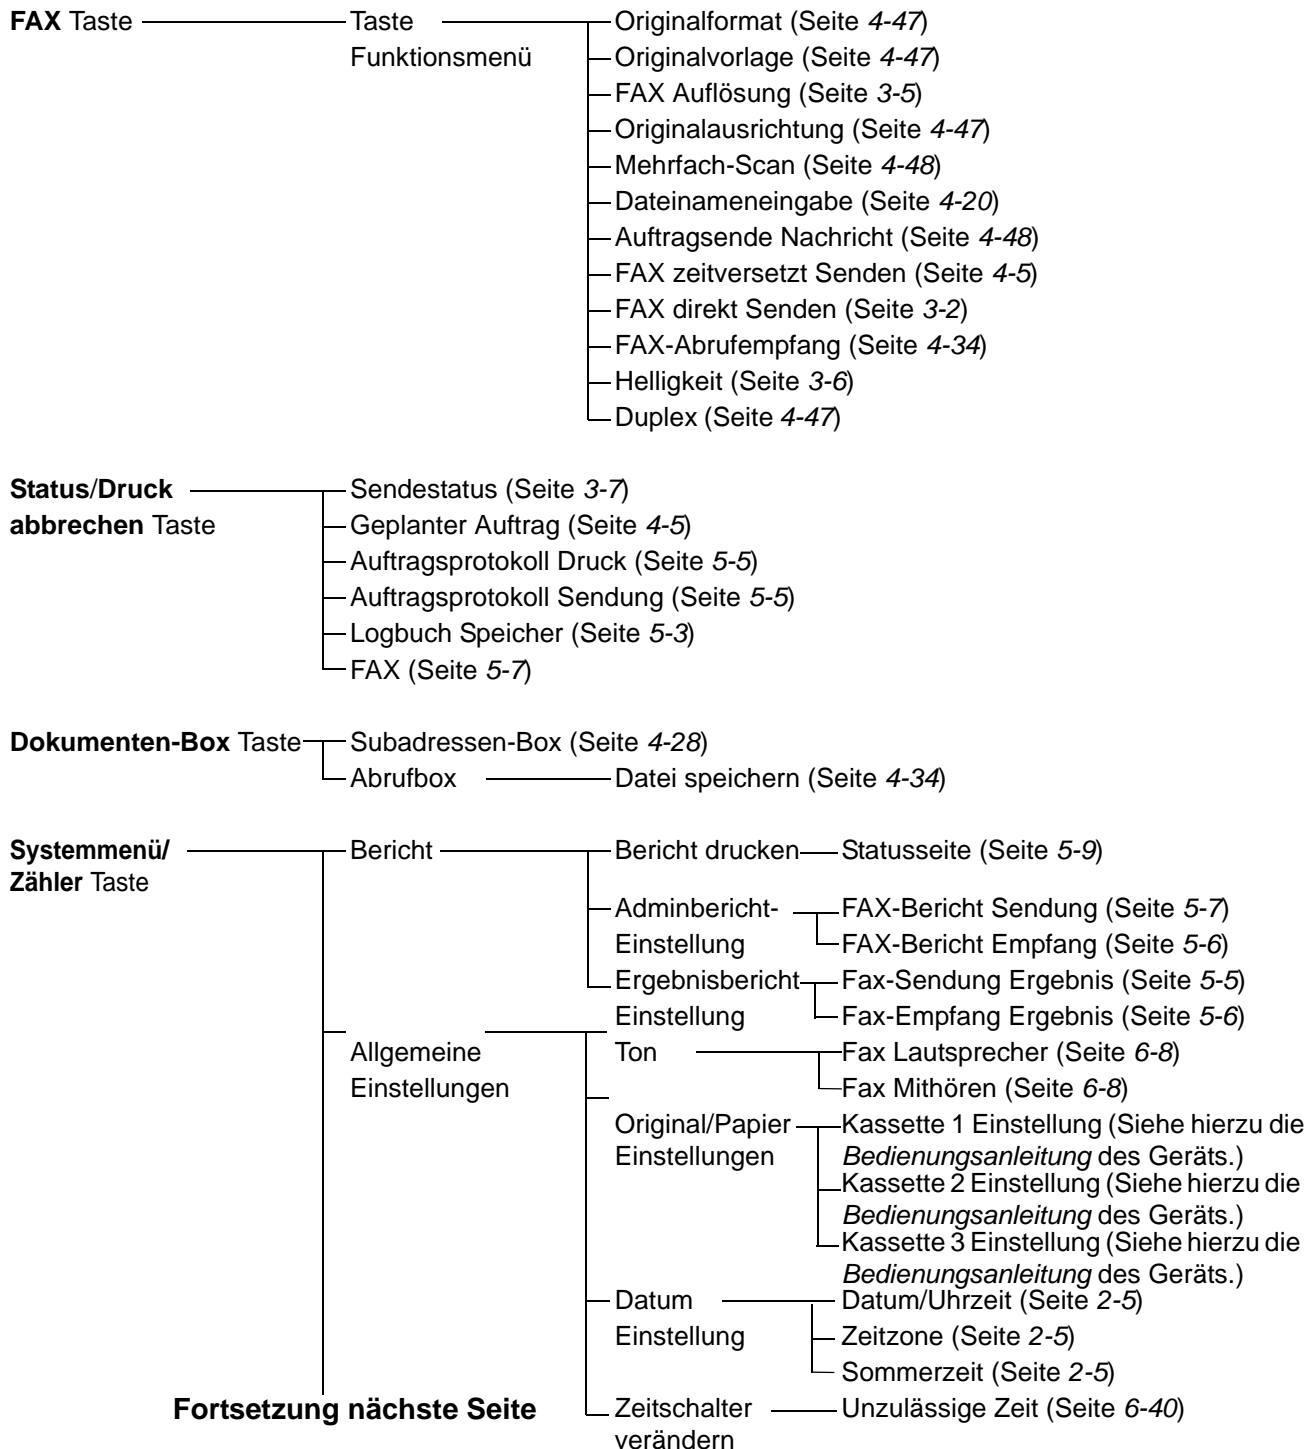 FAX Taste Taste Originalformat (Seite 4-47)
Funktionsmenü Originalvorlage (Seite 4-47)
FAX Auflösung (Seite 3-5)
Originalausrichtung (Seite 4-47)
Mehrfach-Scan (Seite 4-48)
Dateinameneingabe (Seite 4-20)
Auftragsende Nachricht (Seite 4-48)
FAX zeitversetzt Senden (Seite 4-5)
FAX direkt Senden (Seite 3-2)
FAX-Abrufempfang (Seite 4-34)
Helligkeit (Seite 3-6)
Duplex (Seite 4-47)
Status/Druck Sendestatus (Seite 3-7)
abbrechen Taste Geplanter Auftrag (Seite 4-5)
Auftragsprotokoll Druck (Seite 5-5)
Auftragsprotokoll Sendung (Seite 5-5)
Logbuch Speicher (Seite 5-3)
FAX (Seite 5-7)
Dokumenten-Box Taste Subadressen-Box (Seite 4-28)
Abrufbox Datei speichern (Seite 4-34)
Systemmenü/ Bericht Bericht drucken Statusseite (Seite 5-9)
Zähler Taste
Adminbericht- FAX-Bericht Sendung (Seite 5-7)
Einstellung FAX-Bericht Empfang (Seite 5-6)
Ergebnisbericht Fax-Sendung Ergebnis (Seite 5-5)
Einstellung Fax-Empfang Ergebnis (Seite 5-6)
Allgemeine Ton Fax Lautsprecher (Seite 6-8)
Einstellungen Fax Mithören (Seite 6-8)
Original/Papier Kassette 1 Einstellung (Siehe hierzu die
Einstellungen Bedienungsanleitung des Geräts.)
Kassette 2 Einstellung (Siehe hierzu die
Bedienungsanleitung des Geräts.)
Kassette 3 Einstellung (Siehe hierzu die
Bedienungsanleitung des Geräts.)
Datum Datum/Uhrzeit (Seite 2-5)
Einstellung Zeitzone (Seite 2-5)
Sommerzeit (Seite 2-5)
Fortsetzung nächste Seite Zeitschalter Unzulässige Zeit (Seite 6-40)
verändern